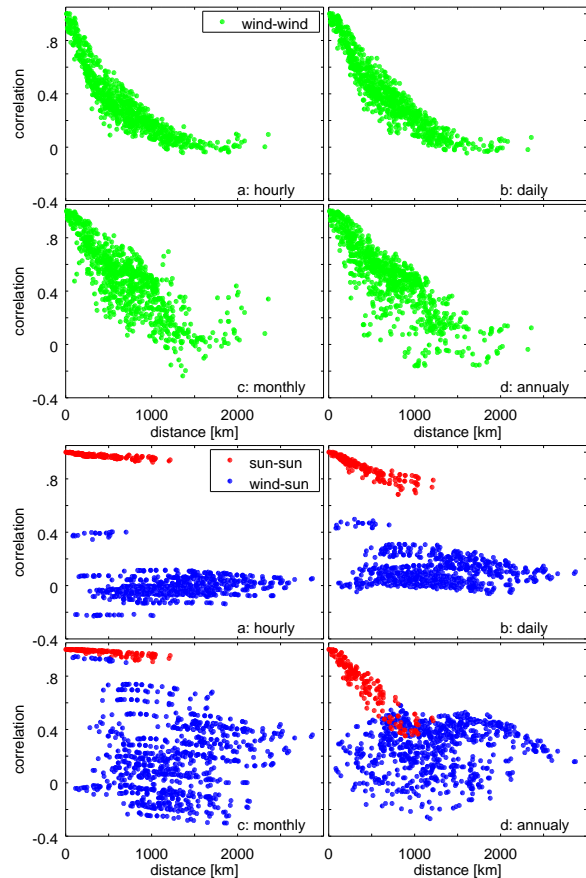 .8
0.4
0
-0.4
correlation
wind-wind
a: hourly
b: daily
.8
0.4
0
-0.4
correlation
c: monthly
d: annualy
0 1000 2000
0 1000 2000
distance [km]
distance [km]
.8
0.4
0
-0.4
correlation
sun-sun
wind-sun
a: hourly
b: daily
.8
0.4
0
-0.4
correlation
c: monthly
d: annualy
0 1000 2000
0 1000 2000
distance [km]
distance [km]